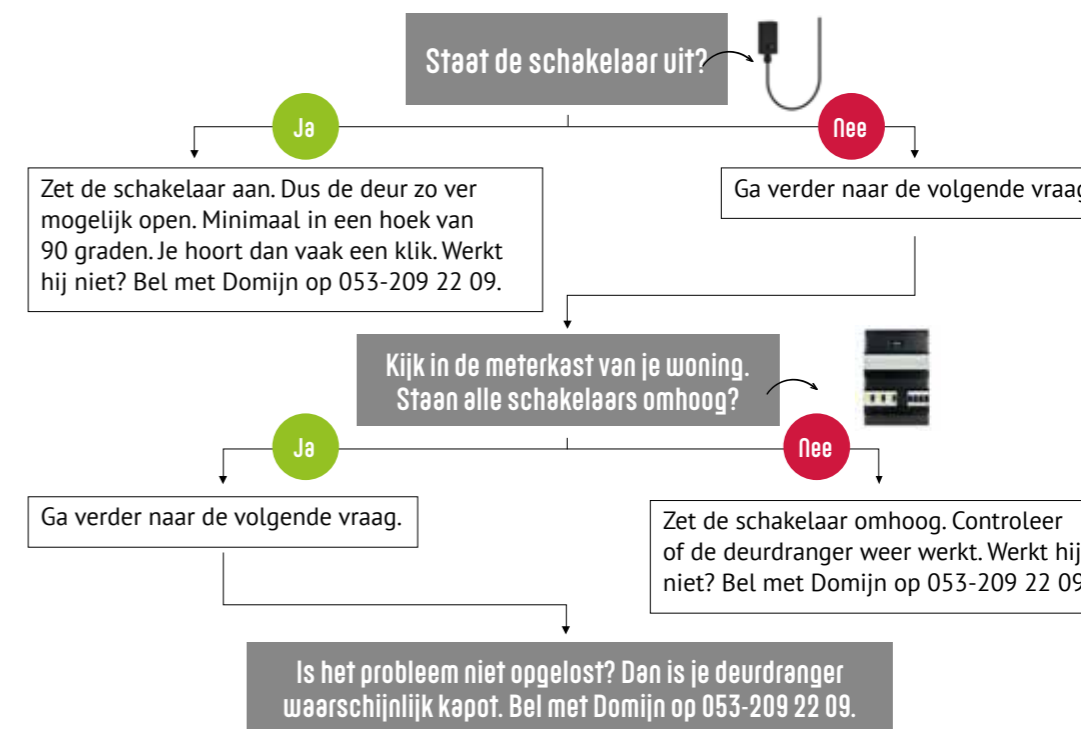 Staat de schakelaar uit?
Ja
Nee
Zet de schakelaar aan. Dus de deur zo ver
mogelijk open. Minimaal in een hoek van
90 graden. Je hoort dan vaak een klik. Werkt
hij niet? Bel met Domijn op 053-209 22 09.
Ga verder naar de volgende vraag
Kijk in de meterkast van je woning.
Staan alle schakelaars omhoog?
Ja
Nee
Ga verder naar de volgende vraag.
Zet de schakelaar omhoog. Controleer
of de deurdranger weer werkt. Werkt hij
niet? Bel met Domijn op 053-209 22 09
Is het probleem niet opgelost? Dan is je deurdranger
waarschijnlijk kapot. Bel met Domijn op 053-209 22 09.